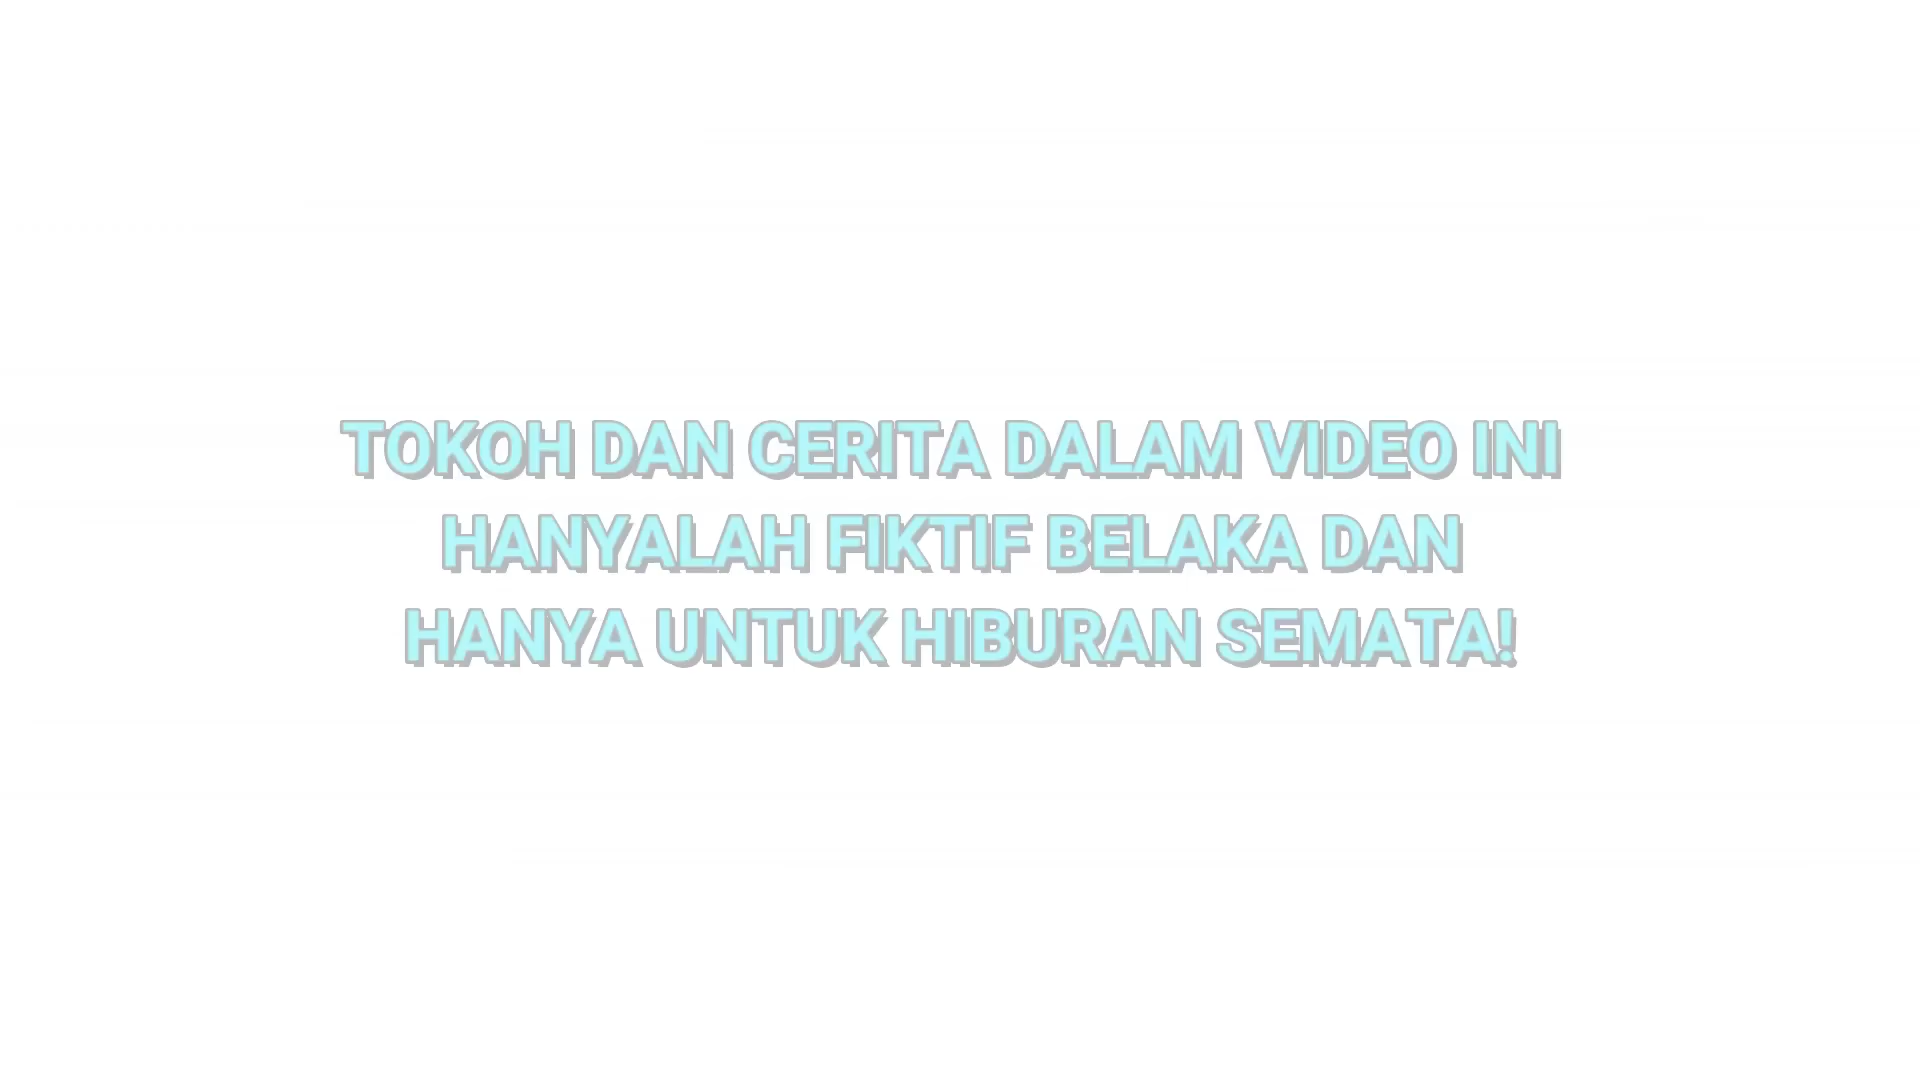 TOKOH DAN CERITA DALAM VIDEO INI
HANYALAH FIKTIF BELAKA DAN
HANYA UNTUK HIBURAN SEMATA!